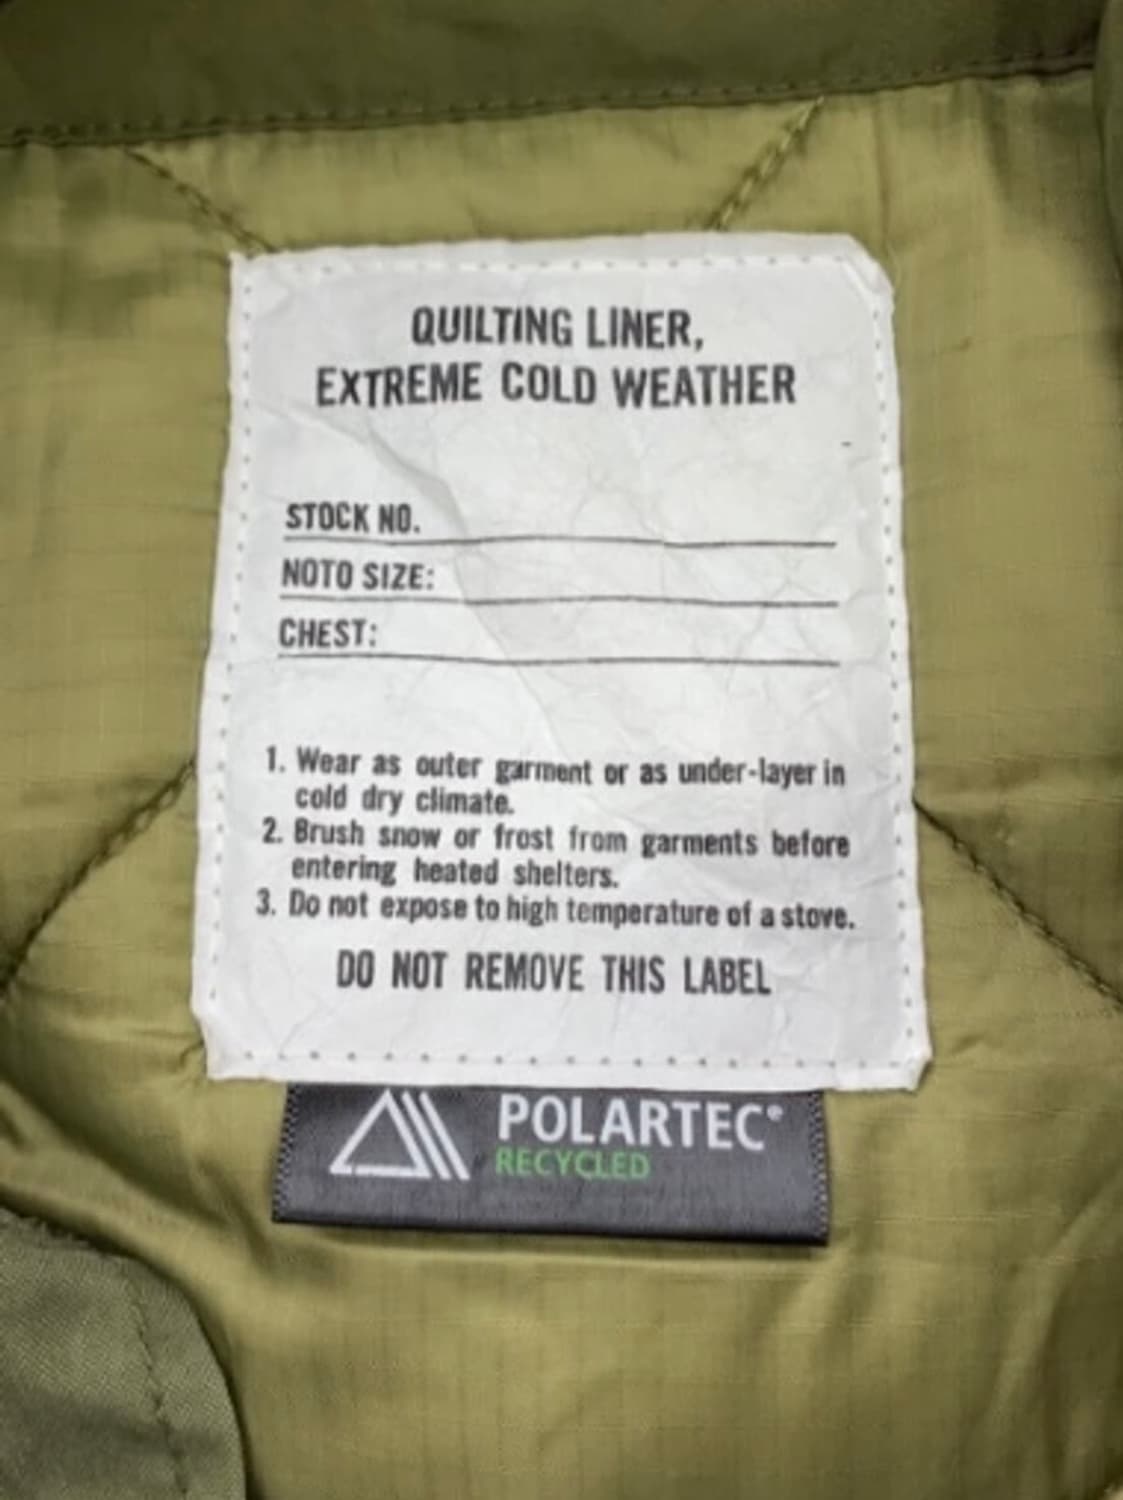 QUILTING LINER,
EXTREME COLD WEATHER
STOCK NO.
NOTO SIZE:
CHEST:
1. Wear as outer garment or as under-layer in
cold dry climate.
2. Brush snow or frost from garments before
entering heated shelters.
3. Do not expose to high temperature of a stove.
DO NOT REMOVE THIS LABEL
POLARTEC®
RECYCLED